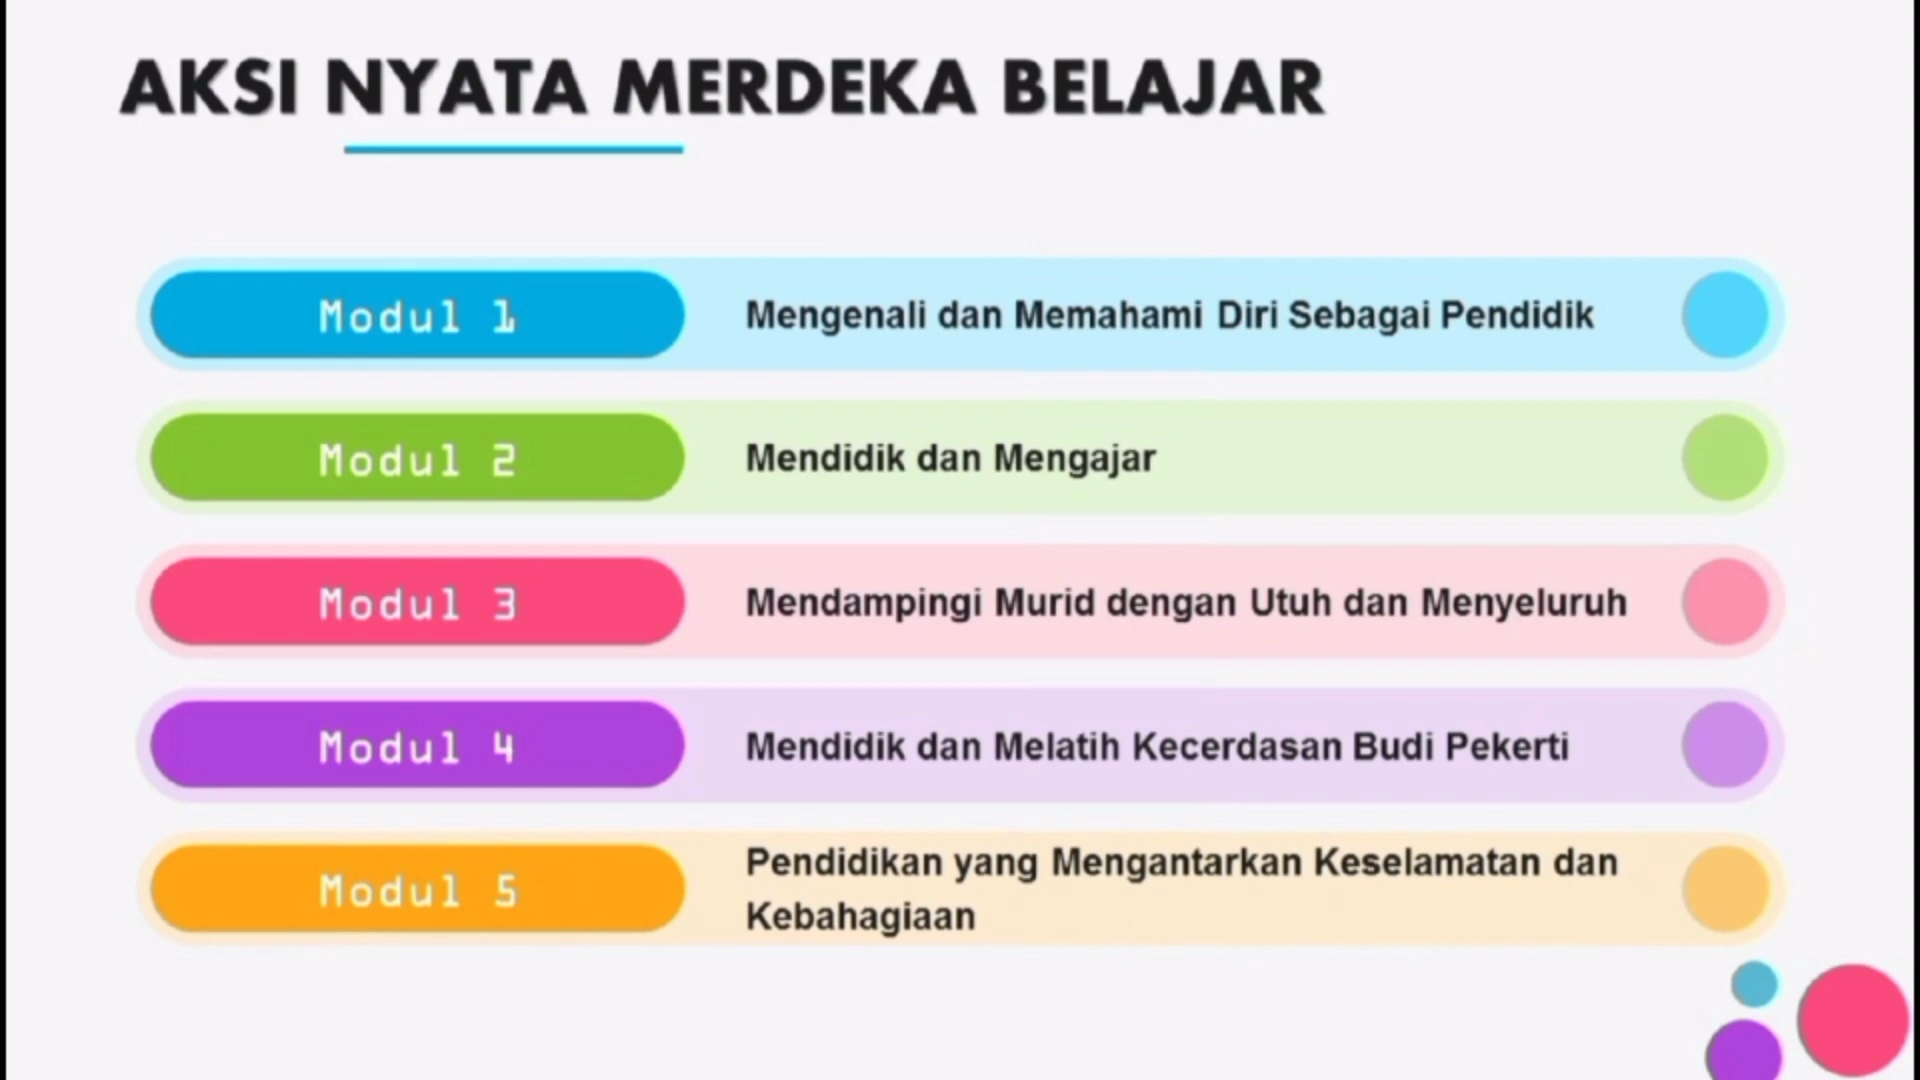 AKSI NYATA MERDEKA BELAJAR
Modul 1
Mengenali dan Memahami Diri Sebagai Pendidik
Modul 2
Mendidik dan Mengajar
Modul 3
Mendampingi Murid dengan Utuh dan Menyeluruh
Modul 4
Mendidik dan Melatih Kecerdasan Budi Pekerti
Modul 5
Pendidikan yang Mengantarkan Keselamatan dan
Kebahagiaan